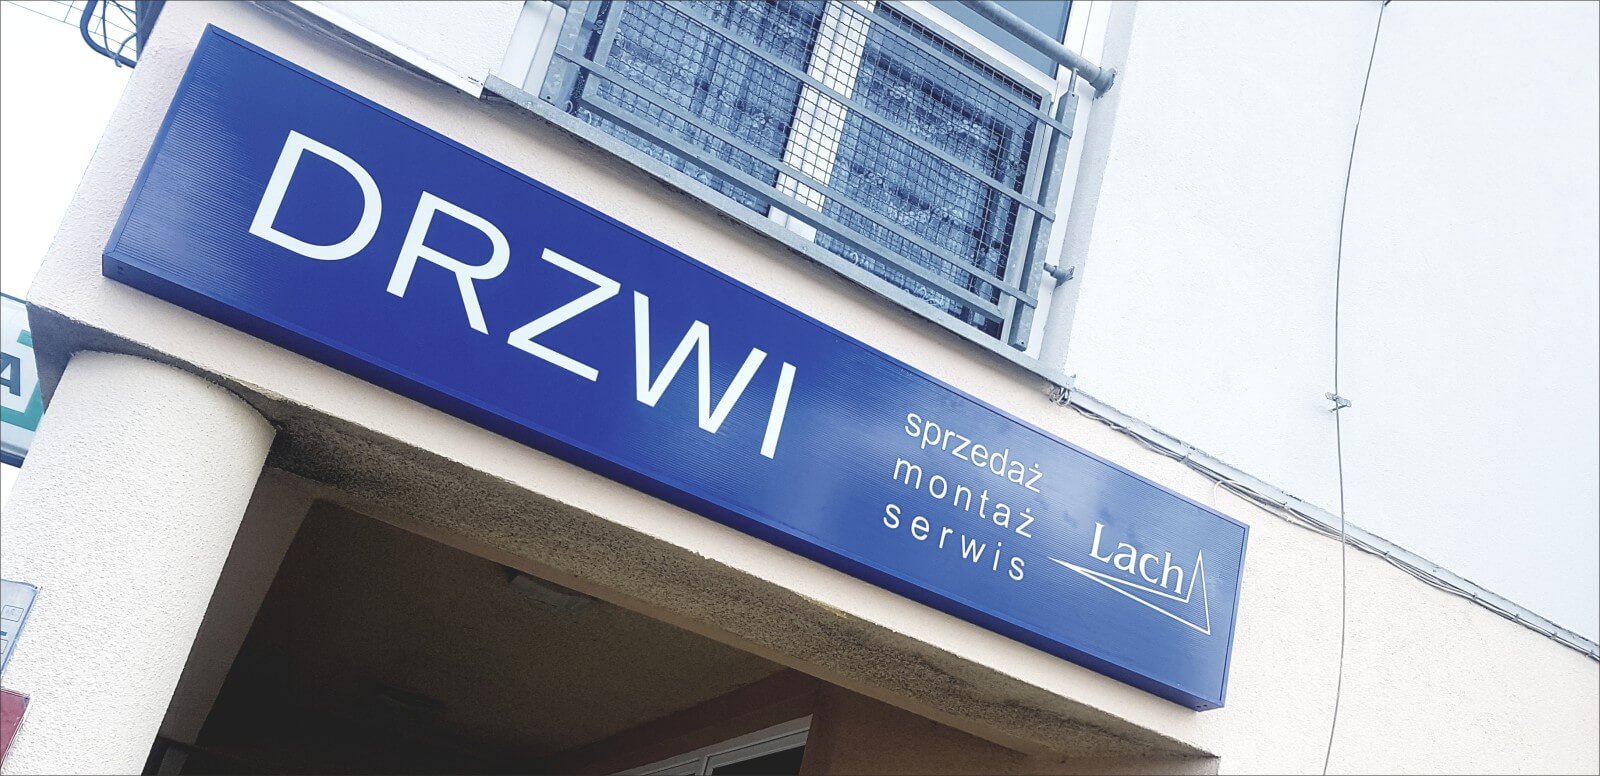 DRZWI
sprzedaż
montaż
serwis
Lach
A